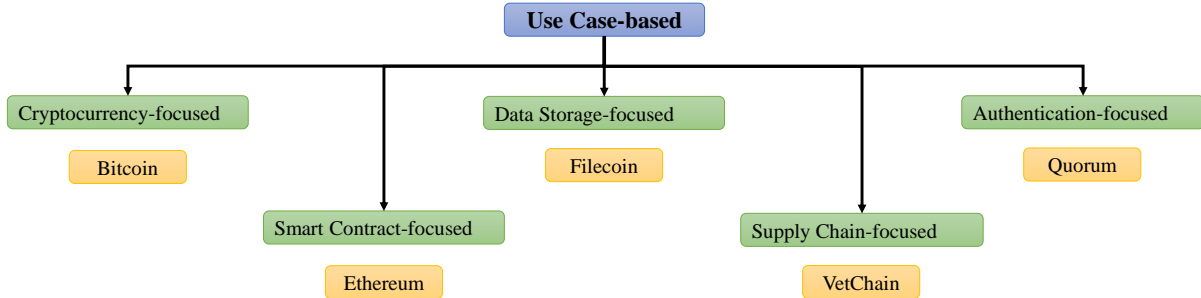 Use Case-based
Cryptocurrency-focused
Data Storage-focused
Authentication-focused
Bitcoin
Filecoin
Quorum
Smart Contract-focused
Supply Chain-focused
Ethereum
VetChain